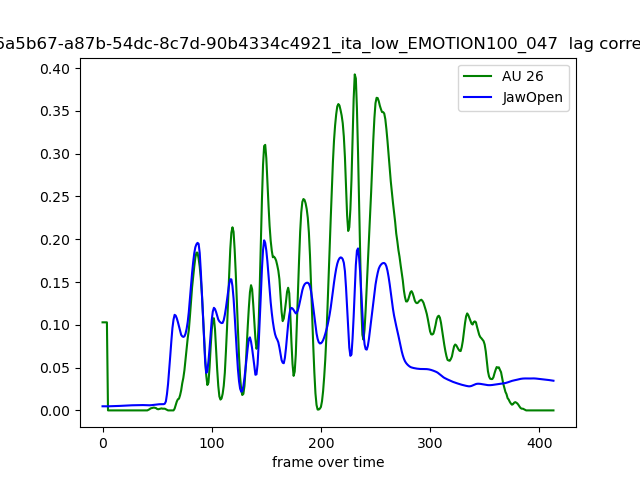 6a5b67-a87b-54dc-8c7d-90b4334c4921_ita_low_EMOTION100_047 lag corre
AU 26
JawOpen
0.40
0.35
0.30
0.25
0.20
0.15
0.10
0.05
0.00
0 100 200 300 400
frame over time